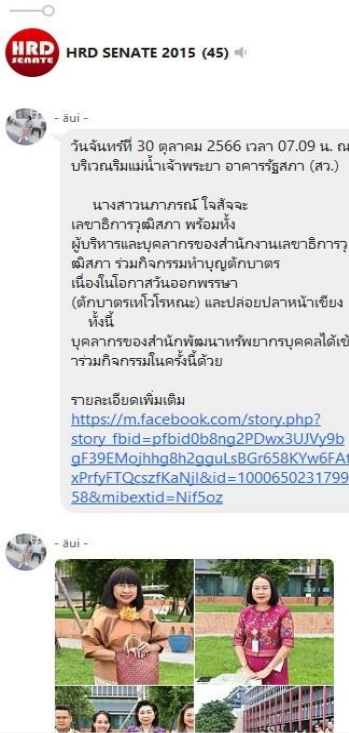 HRD
SENATE
HRD SENATE 2015 (45)
- äui -
วันจันทร์ที่ 30 ตุลาคม 2566 เวลา 07.09 น. ณ
บริเวณริมแม่น้ำเจ้าพระยา อาคารรัฐสภา (สว.)
นางสาวนภาภรณ์ ใจสัจจะ
เลขาธิการวุฒิสภา พร้อมทั้ง
ผู้บริหารและบุคลากรของสำนักงานเลขาธิการวุ
ฒิสภา ร่วมกิจกรรมทำบุญตักบาตร
เนื่องในโอกาสวันออกพรรษา
(ตักบาตรเทโวโรหณะ) และปล่อยปลาหน้าเขียง
ทั้งนี้
บุคลากรของสำนักพัฒนาทรัพยากรบุคคลได้เข้
าร่วมกิจกรรมในครั้งนี้ด้วย
รายละเอียดเพิ่มเติม
https://m.facebook.com/story.php?
story_fbid=pfbid0b8ng2PDwx3UJVy9b
gF39EMojhhg8h2gguLsBGr658KYw6FAf
xPrfyFTQcszfKaNjl&id=1000650231799
58&mibextid=Nif5oz
- äui -